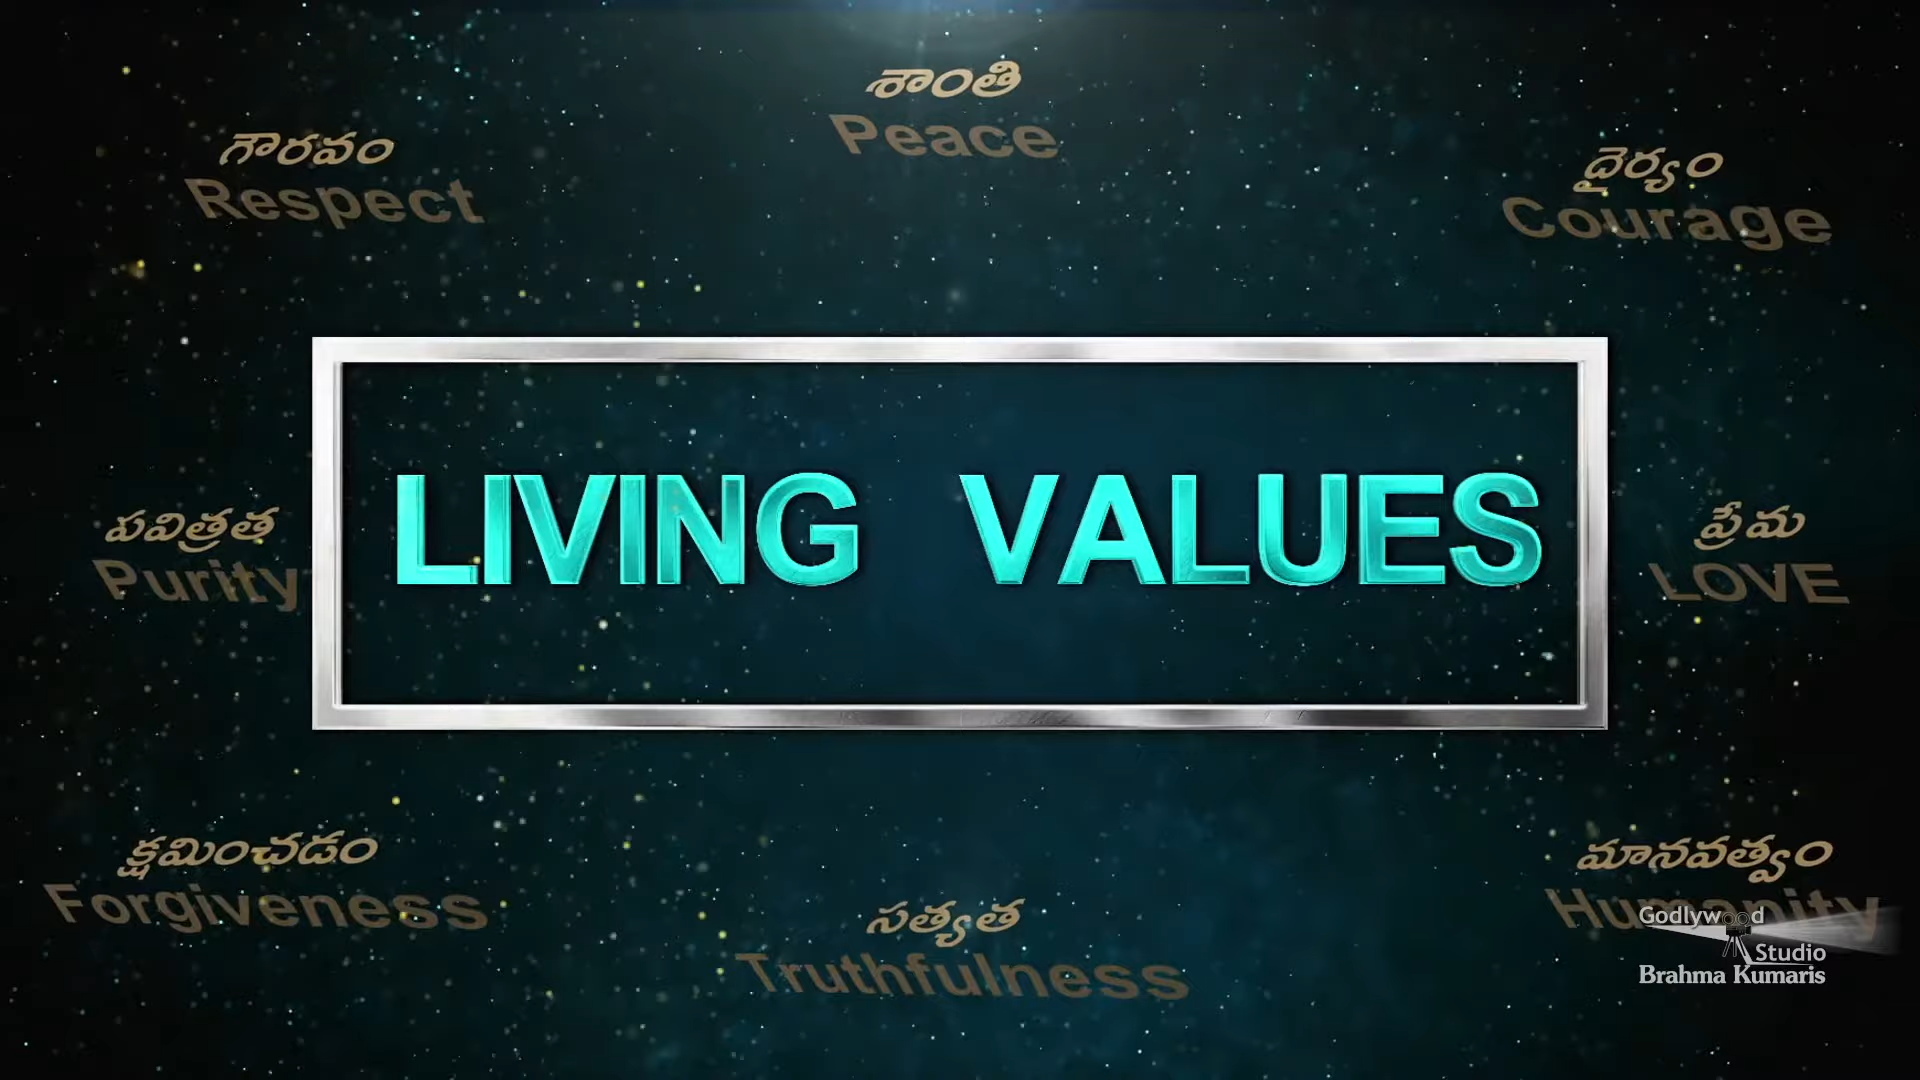 శాంతి
Peace
గౌరవం
Respect
ధైర్యం
Courage
LIVING VALUES
పవిత్రత
Purity
ప్రేమ
LOVE
క్షమించడం
Forgiveness
మానవత్వం
Humanity
సత్యత
Truthfulness
Godlywood
Studio
Brahma Kumaris